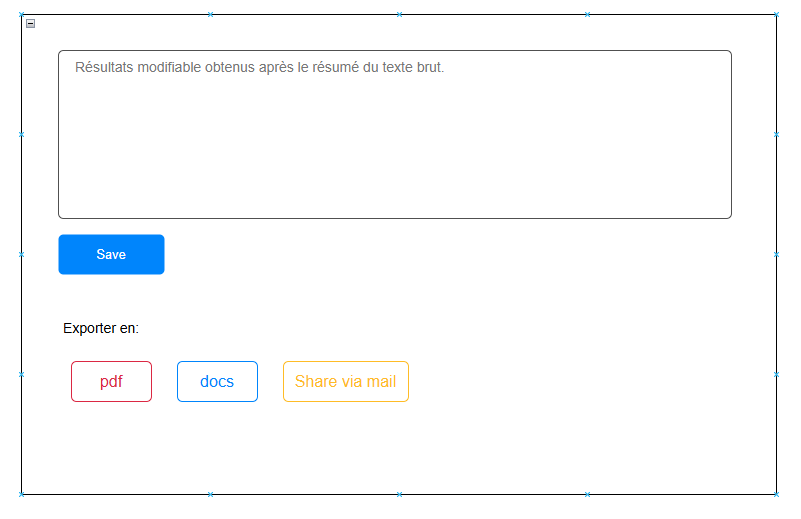 Résultats modifiable obtenus après le résumé du texte brut.
Save
Exporter en:
pdf
docs
Share via mail